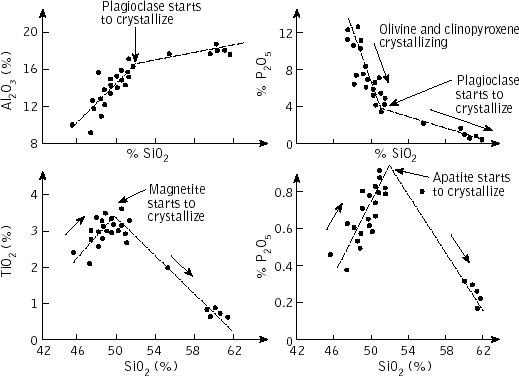 Plagioclase starts
to crystallize
Al2O3 (%)
20
16
12
8
% SiO2
Olivine and clinopyroxene
crystallizing
Plagioclase
starts to
crystallize
% P2O5
12
8
4
0
% SiO2
Magnetite
starts to
crystallize
TiO2 (%)
4
3
2
1
0
42 46 50 54 58 62
SiO2 (%)
Apatite starts
to crystallize
% P2O5
0.8
0.6
0.4
0.2
0
42 46 50 54 58 62
SiO2 (%)